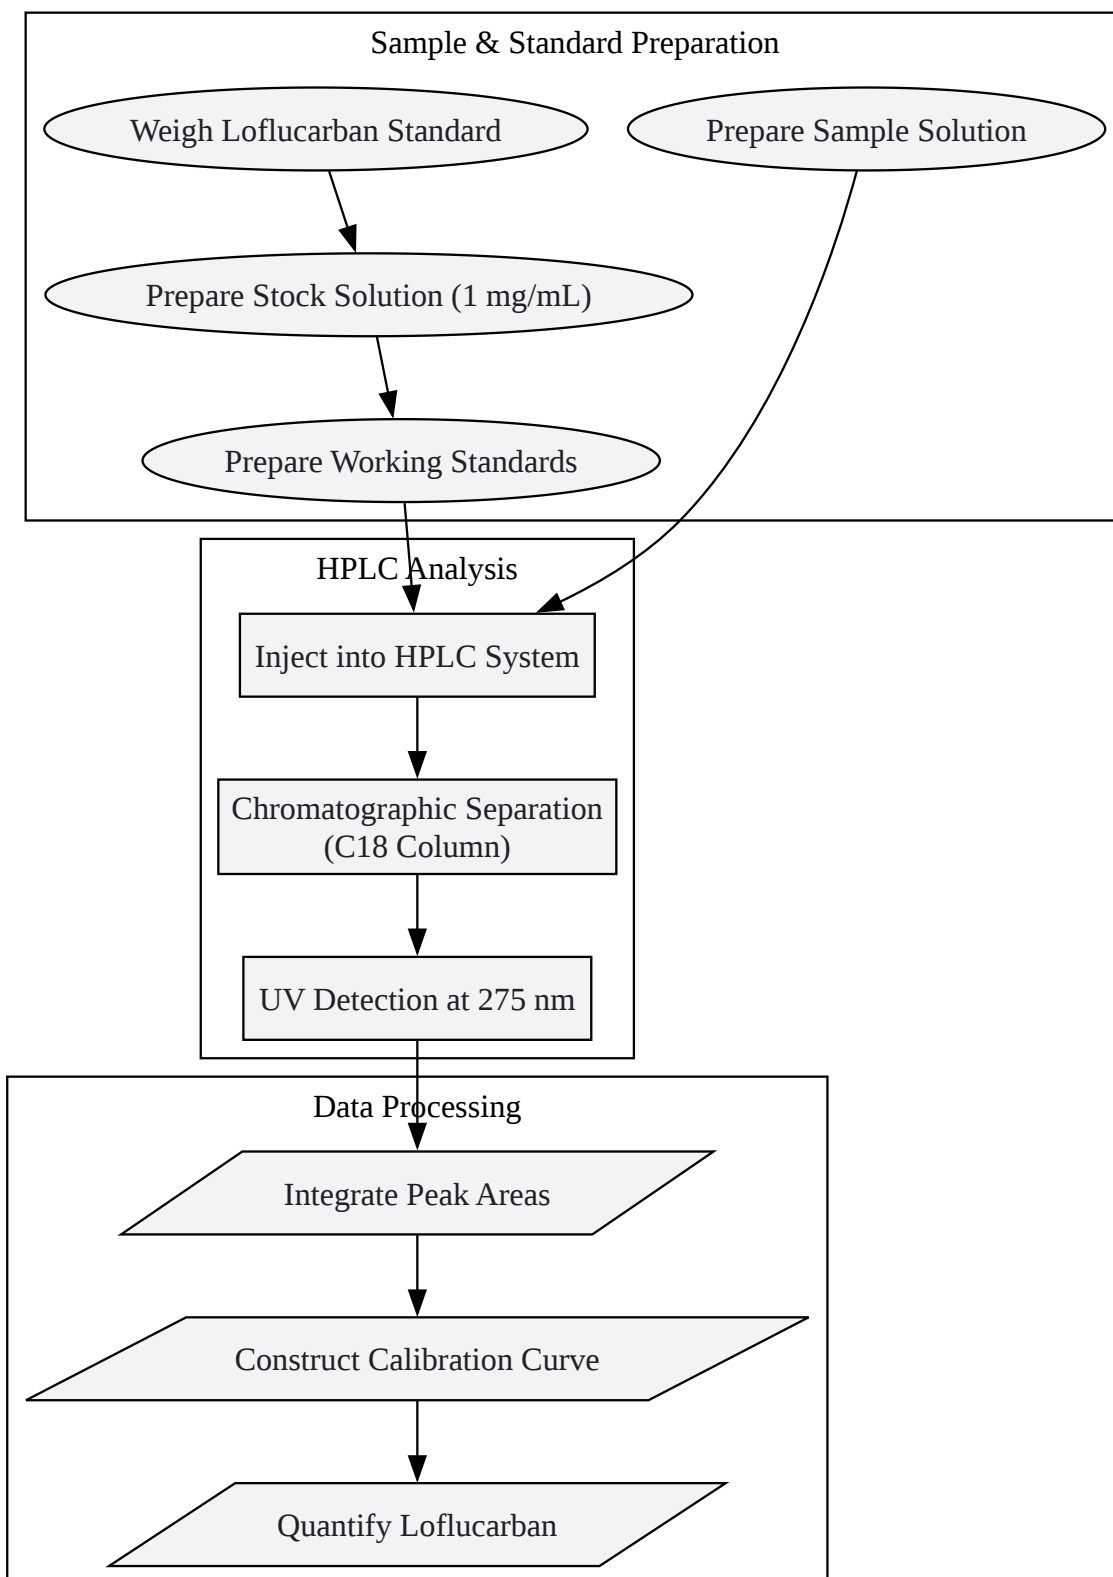 Sample & Standard Preparation
Weigh Loflucarban Standard
Prepare Sample Solution
Prepare Stock Solution (1 mg/mL)
Prepare Working Standards
HPLC Analysis
Inject into HPLC System
Chromatographic Separation
(C18 Column)
UV Detection at 275 nm
Data Processing
Integrate Peak Areas
Construct Calibration Curve
Quantify Loflucarban